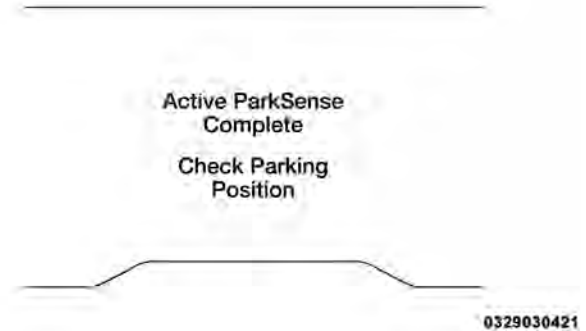 Active ParkSense
Complete
Check Parking
Position
0329030421